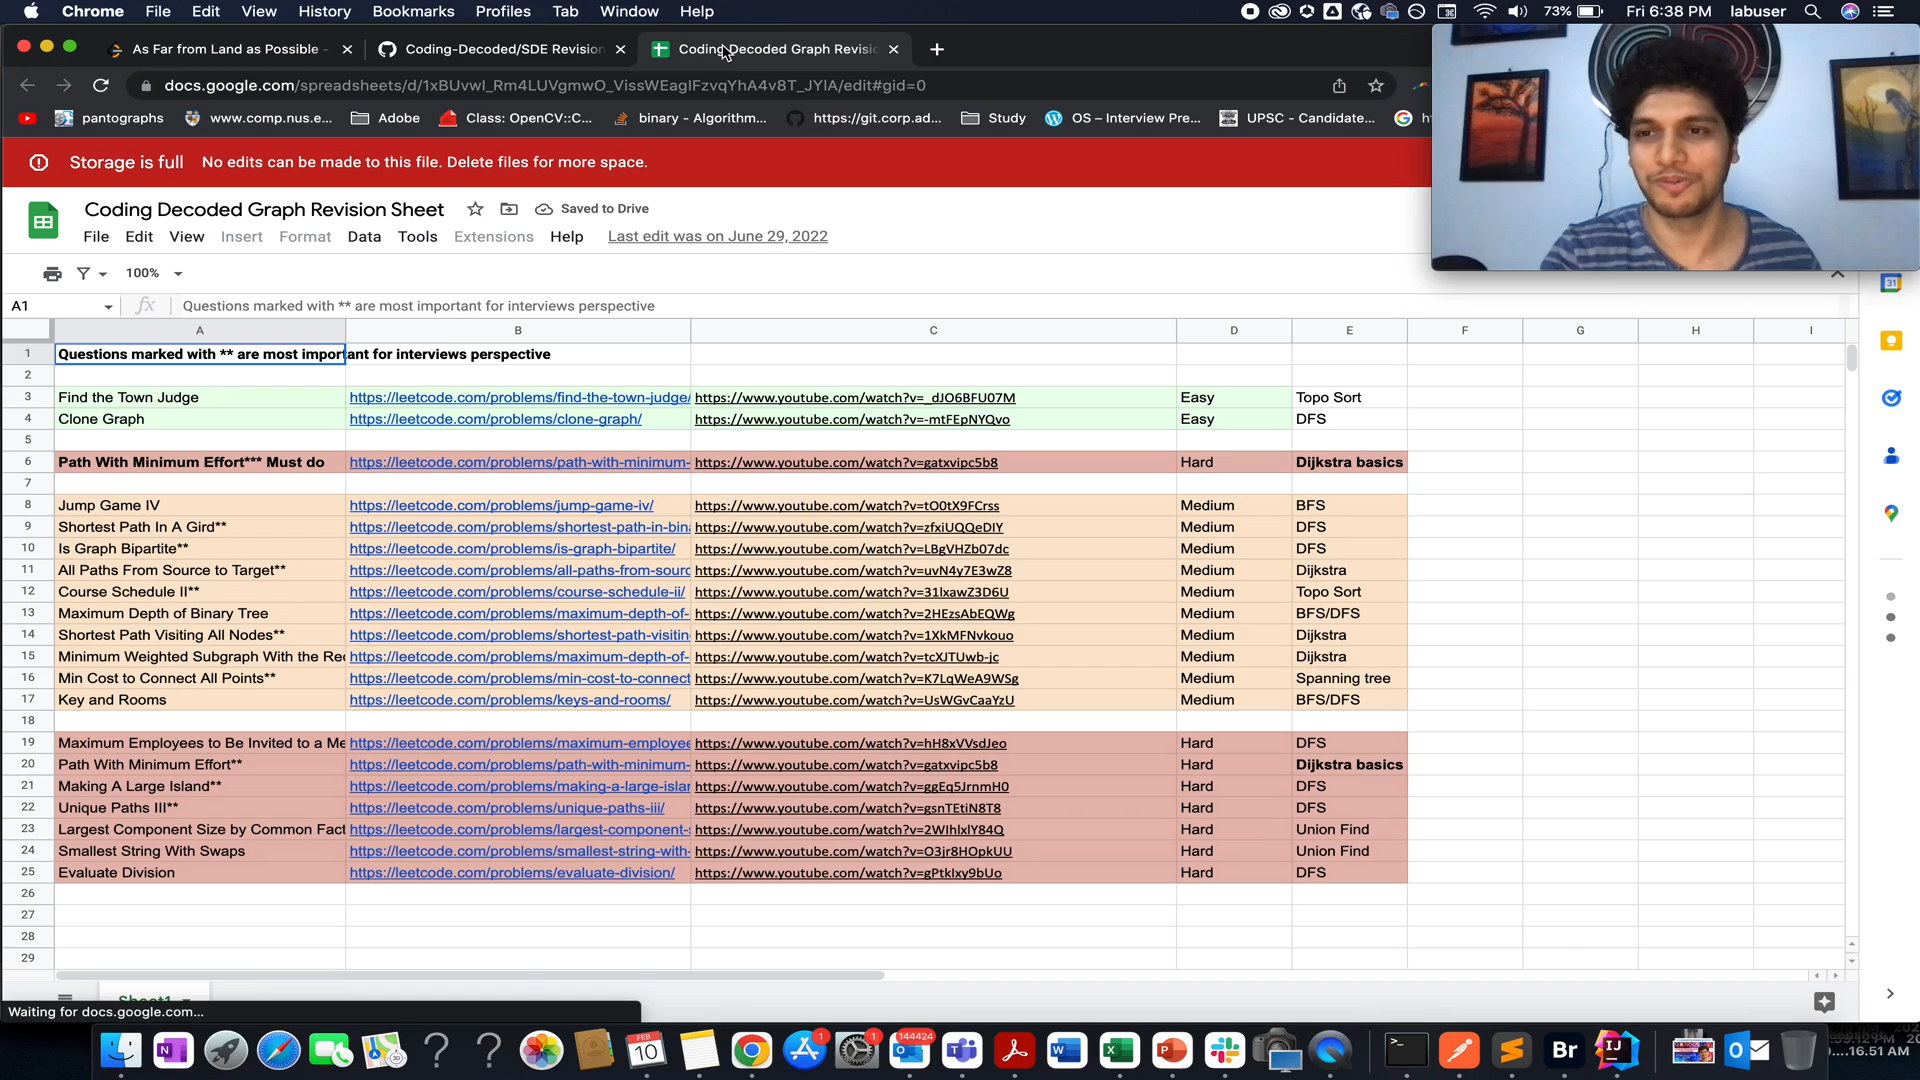 Chrome File Edit View History Bookmarks Profiles Tab Window Help 73% Fri 6:38 PM labuser
As Far from Land as Possible - Coding-Decoded/SDE Revision Coding Decoded Graph Revisi
docs.google.com/spreadsheets/d/1xBUvwI_Rm4LUVgmwO_VissWEagIFzvqYhA4v8T_JYlA/edit#gid=0
pantographs www.comp.nus.e... Adobe Class: OpenCV::C... binary - Algorithm... https://git.corp.ad... Study OS – Interview Pre... UPSC - Candidate...
Storage is full No edits can be made to this file. Delete files for more space.
Coding Decoded Graph Revision Sheet Saved to Drive
File Edit View Insert Format Data Tools Extensions Help Last edit was on June 29, 2022
100%
A1 fx Questions marked with ** are most important for interviews perspective
A B C D E F G H I
1 Questions marked with ** are most important for interviews perspective
2
3 Find the Town Judge https://leetcode.com/problems/find-the-town-judge/ https://www.youtube.com/watch?v=_dJO6BFU07M Easy Topo Sort
4 Clone Graph https://leetcode.com/problems/clone-graph/ https://www.youtube.com/watch?v=-mtFEpNYQvo Easy DFS
5
6 Path With Minimum Effort*** Must do https://leetcode.com/problems/path-with-minimum- https://www.youtube.com/watch?v=gatxvipc5b8 Hard Dijkstra basics
7
8 Jump Game IV https://leetcode.com/problems/jump-game-iv/ https://www.youtube.com/watch?v=tO0tX9FCrss Medium BFS
9 Shortest Path In A Gird** https://leetcode.com/problems/shortest-path-in-bina https://www.youtube.com/watch?v=zfxiUQQeDIY Medium DFS
10 Is Graph Bipartite** https://leetcode.com/problems/is-graph-bipartite/ https://www.youtube.com/watch?v=LBgVHZb07dc Medium DFS
11 All Paths From Source to Target** https://leetcode.com/problems/all-paths-from-sourc https://www.youtube.com/watch?v=uvN4y7E3wZ8 Medium Dijkstra
12 Course Schedule II** https://leetcode.com/problems/course-schedule-ii/ https://www.youtube.com/watch?v=31lxawZ3D6U Medium Topo Sort
13 Maximum Depth of Binary Tree https://leetcode.com/problems/maximum-depth-of- https://www.youtube.com/watch?v=2HEzsAbEQWg Medium BFS/DFS
14 Shortest Path Visiting All Nodes** https://leetcode.com/problems/shortest-path-visitin https://www.youtube.com/watch?v=1XkMFNvkouo Medium Dijkstra
15 Minimum Weighted Subgraph With the Rec https://leetcode.com/problems/maximum-depth-of- https://www.youtube.com/watch?v=tcXJTUwb-jc Medium Dijkstra
16 Min Cost to Connect All Points** https://leetcode.com/problems/min-cost-to-connect https://www.youtube.com/watch?v=K7LqWeA9WSg Medium Spanning tree
17 Key and Rooms https://leetcode.com/problems/keys-and-rooms/ https://www.youtube.com/watch?v=UsWGvCaaYzU Medium BFS/DFS
18
19 Maximum Employees to Be Invited to a Me https://leetcode.com/problems/maximum-employee https://www.youtube.com/watch?v=hH8xVVsdJeo Hard DFS
20 Path With Minimum Effort** https://leetcode.com/problems/path-with-minimum- https://www.youtube.com/watch?v=gatxvipc5b8 Hard Dijkstra basics
21 Making A Large Island** https://leetcode.com/problems/making-a-large-islar https://www.youtube.com/watch?v=ggEq5JrnmH0 Hard DFS
22 Unique Paths III** https://leetcode.com/problems/unique-paths-iii/ https://www.youtube.com/watch?v=gsnTEtiN8T8 Hard DFS
23 Largest Component Size by Common Fact https://leetcode.com/problems/largest-component-s https://www.youtube.com/watch?v=2WIhlxlY84Q Hard Union Find
24 Smallest String With Swaps https://leetcode.com/problems/smallest-string-with- https://www.youtube.com/watch?v=O3jr8HOpkUU Hard Union Find
25 Evaluate Division https://leetcode.com/problems/evaluate-division/ https://www.youtube.com/watch?v=gPtkIxy9bUo Hard DFS
26
27
28
29
Sheet1
Waiting for docs.google.com...
FEB 10 1 1 144424 Br IJ
....16.51 AM